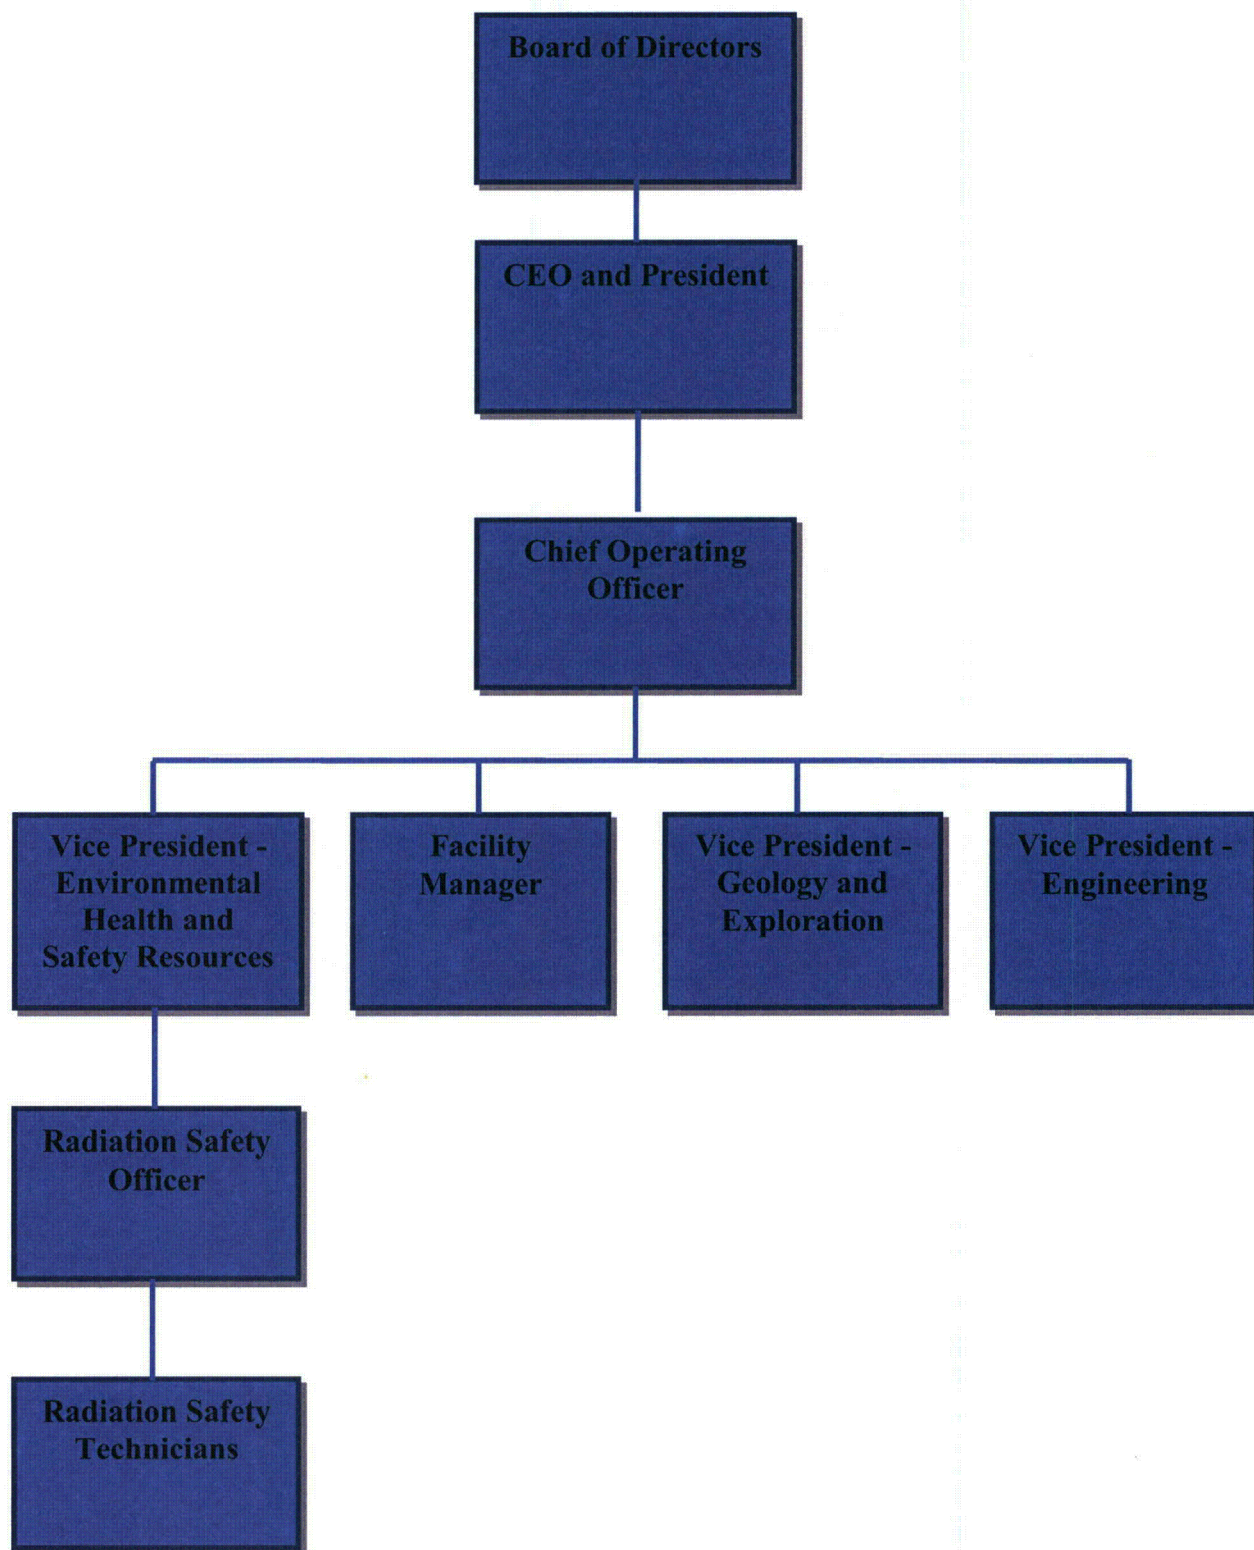 Board of Directors
CEO and President
Chief Operating
Officer
Vice President -
Environmental
Health and
Safety Resources
Facility
Manager
Vice President -
Geology and
Exploration
Vice President -
Engineering
Radiation Safety
Officer
Radiation Safety
Technicians